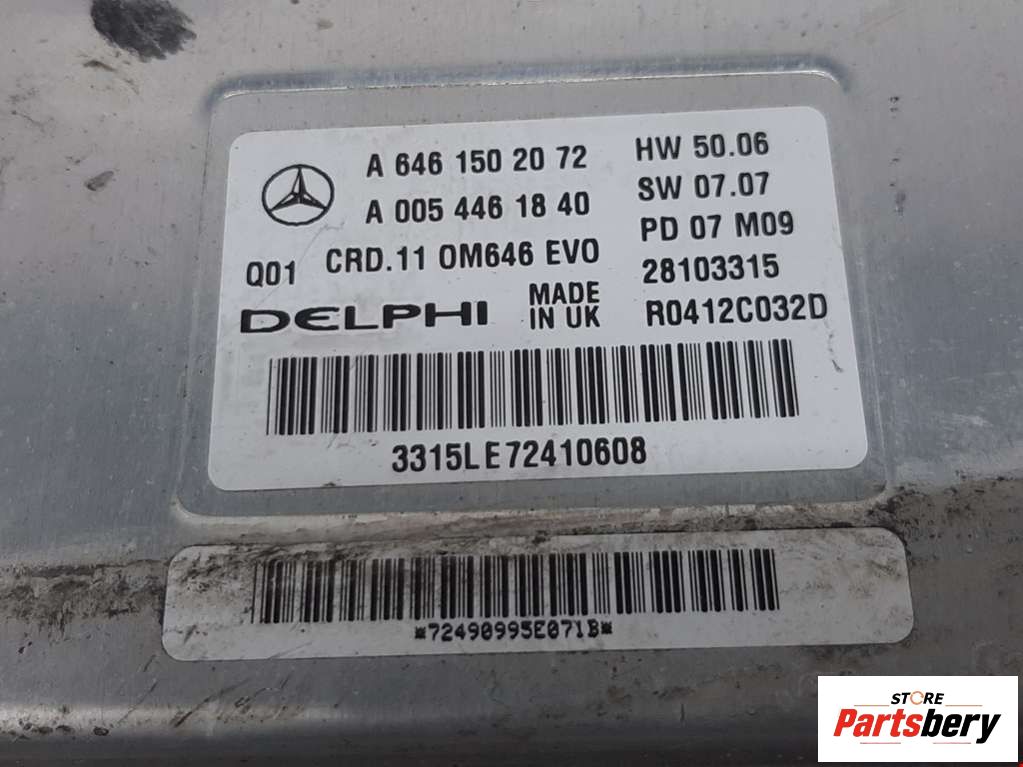 A 646 150 20 72
A 005 446 18 40
Q01 CRD.11 OM646 EVO
DELPHI MADE IN UK
HW 50.06
SW 07.07
PD 07 M09
28103315
R0412C032D
3315LE72410608
*72490995E071B*
STORE
Partsbery